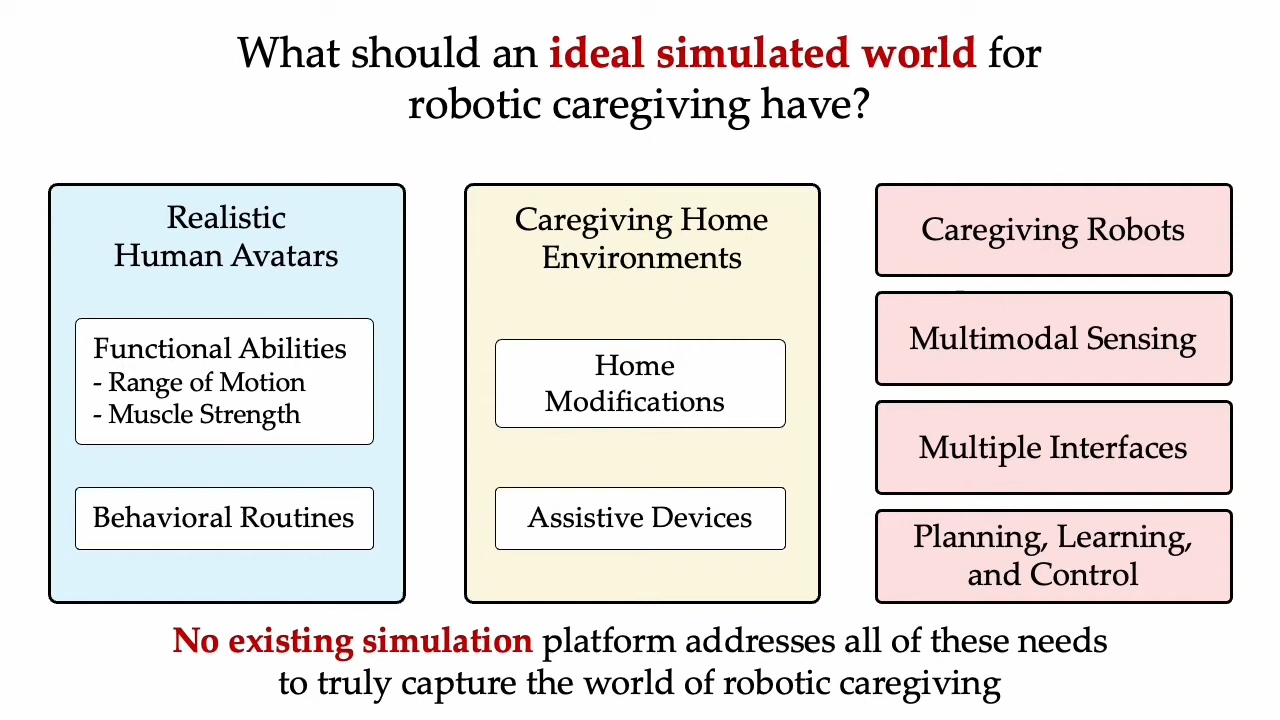 What should an ideal simulated world for
robotic caregiving have?
Realistic
Human Avatars
Functional Abilities
- Range of Motion
- Muscle Strength
Behavioral Routines
Caregiving Home
Environments
Home
Modifications
Assistive Devices
Caregiving Robots
Multimodal Sensing
Multiple Interfaces
Planning, Learning,
and Control
No existing simulation platform addresses all of these needs
to truly capture the world of robotic caregiving